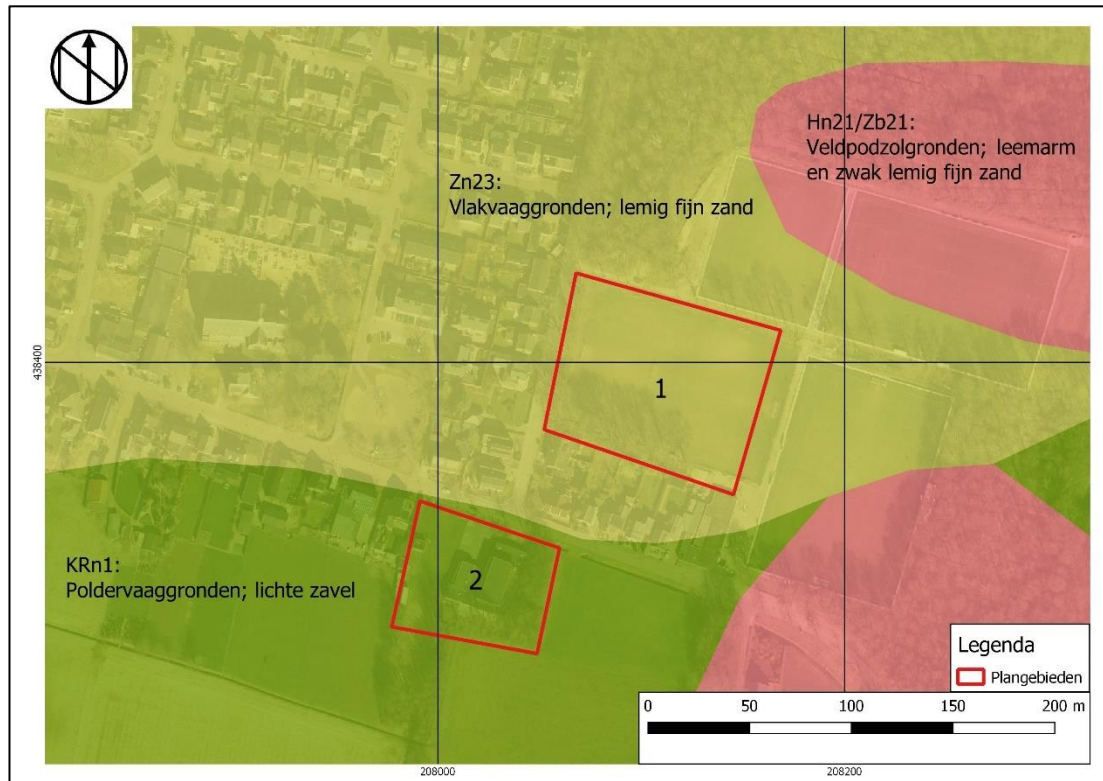 Hn21/Zb21:
Veldpodzolgronden; leemarm
en zwak lemig fijn zand
Zn23:
Vlakvaaggronden; lemig fijn zand
438400
1
KRn1:
Poldervaaggronden; lichte zavel
2
Legenda
Plangebieden
0 50 100 150 200 m
208000 208200